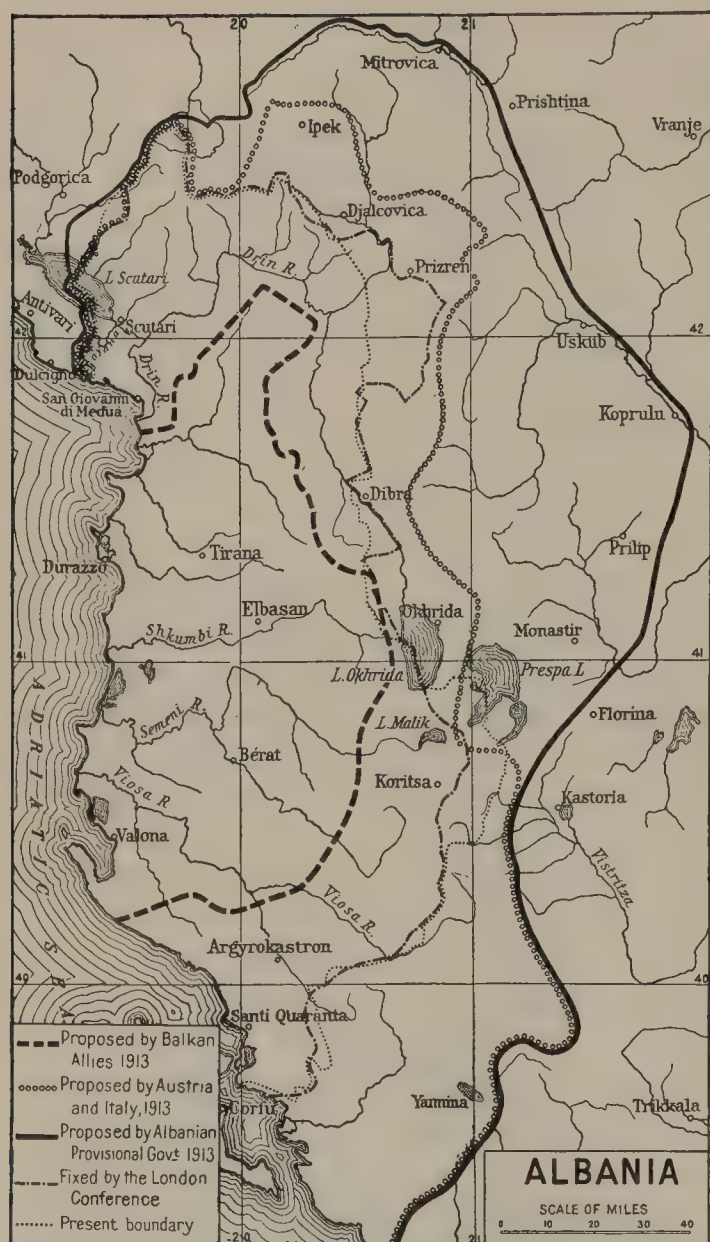 20
21
Mitrovica
Prishtina
Ipek
Vranje
Podgorica
Djalcovica
Drin R.
Prizren
L Scutari
Antivari
Scutari
42
42
Uskub
Drin R.
Dulcigno
San Giovanni
di Medua
Koprulu
Dibra
Prilip
Tirana
Durazzo
Elbasan
Okhrida
Shkumbi R.
Monastir
41
41
L.Okhrida
Prespa L
Semeni R.
L.Malik
Florina
Bérat
Viosa R
Koritsa
Kastoria
Valona
Vistritza
Viosa R.
ADRIATIC SEA
Argyrokastron
40
40
Santi Quaranta
Corfu
Yannina
Trikkala
Proposed by Balkan
Allies 1913
Proposed by Austria
and Italy, 1913
Proposed by Albanian
Provisional Govt 1913
Fixed by the London
Conference
Present boundary
20
21
ALBANIA
SCALE OF MILES
0 10 20 30 40